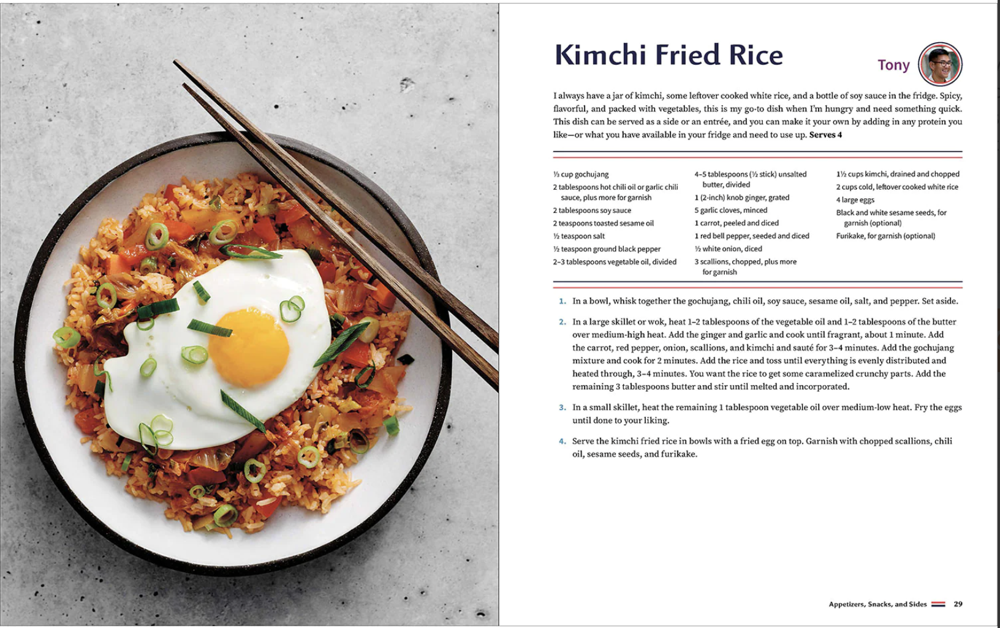 Kimchi Fried Rice
Tony
I always have a jar of kimchi, some leftover cooked white rice, and a bottle of soy sauce in the fridge. Spicy,
flavorful, and packed with vegetables, this is my go-to dish when I'm hungry and need something quick.
This dish can be served as a side or an entrée, and you can make it your own by adding in any protein you
like—or what you have available in your fridge and need to use up. Serves 4
⅓ cup gochujang
2 tablespoons hot chili oil or garlic chili
sauce, plus more for garnish
2 tablespoons soy sauce
2 teaspoons toasted sesame oil
½ teaspoon salt
½ teaspoon ground black pepper
2–3 tablespoons vegetable oil, divided
4–5 tablespoons (½ stick) unsalted
butter, divided
1 (2-inch) knob ginger, grated
5 garlic cloves, minced
1 carrot, peeled and diced
1 red bell pepper, seeded and diced
½ white onion, diced
3 scallions, chopped, plus more
for garnish
1½ cups kimchi, drained and chopped
2 cups cold, leftover cooked white rice
4 large eggs
Black and white sesame seeds, for
garnish (optional)
Furikake, for garnish (optional)
1. In a bowl, whisk together the gochujang, chili oil, soy sauce, sesame oil, salt, and pepper. Set aside.
2. In a large skillet or wok, heat 1–2 tablespoons of the vegetable oil and 1–2 tablespoons of the butter
over medium-high heat. Add the ginger and garlic and cook until fragrant, about 1 minute. Add
the carrot, red pepper, onion, scallions, and kimchi and sauté for 3–4 minutes. Add the gochujang
mixture and cook for 2 minutes. Add the rice and toss until everything is evenly distributed and
heated through, 3–4 minutes. You want the rice to get some caramelized crunchy parts. Add the
remaining 3 tablespoons butter and stir until melted and incorporated.
3. In a small skillet, heat the remaining 1 tablespoon vegetable oil over medium-low heat. Fry the eggs
until done to your liking.
4. Serve the kimchi fried rice in bowls with a fried egg on top. Garnish with chopped scallions, chili
oil, sesame seeds, and furikake.
Appetizers, Snacks, and Sides 29